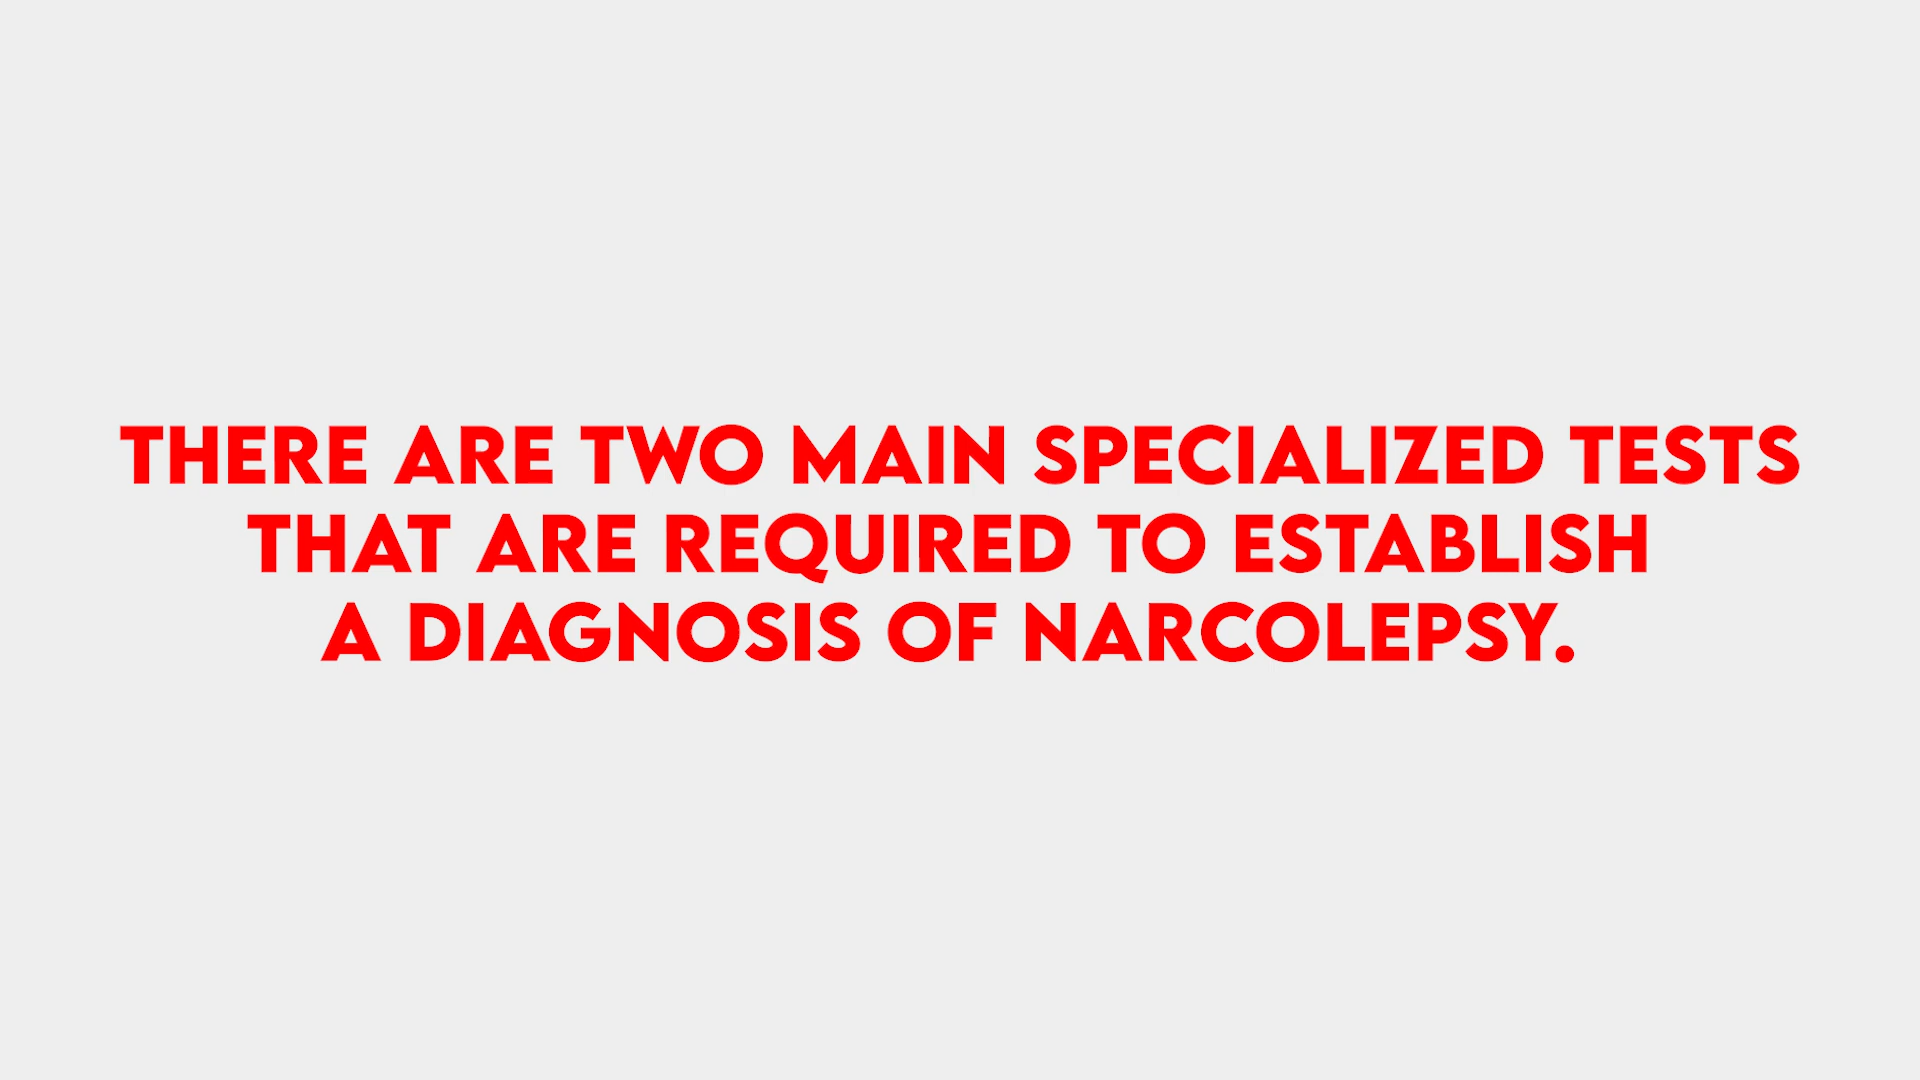 THERE ARE TWO MAIN SPECIALIZED TESTS
THAT ARE REQUIRED TO ESTABLISH
A DIAGNOSIS OF NARCOLEPSY.